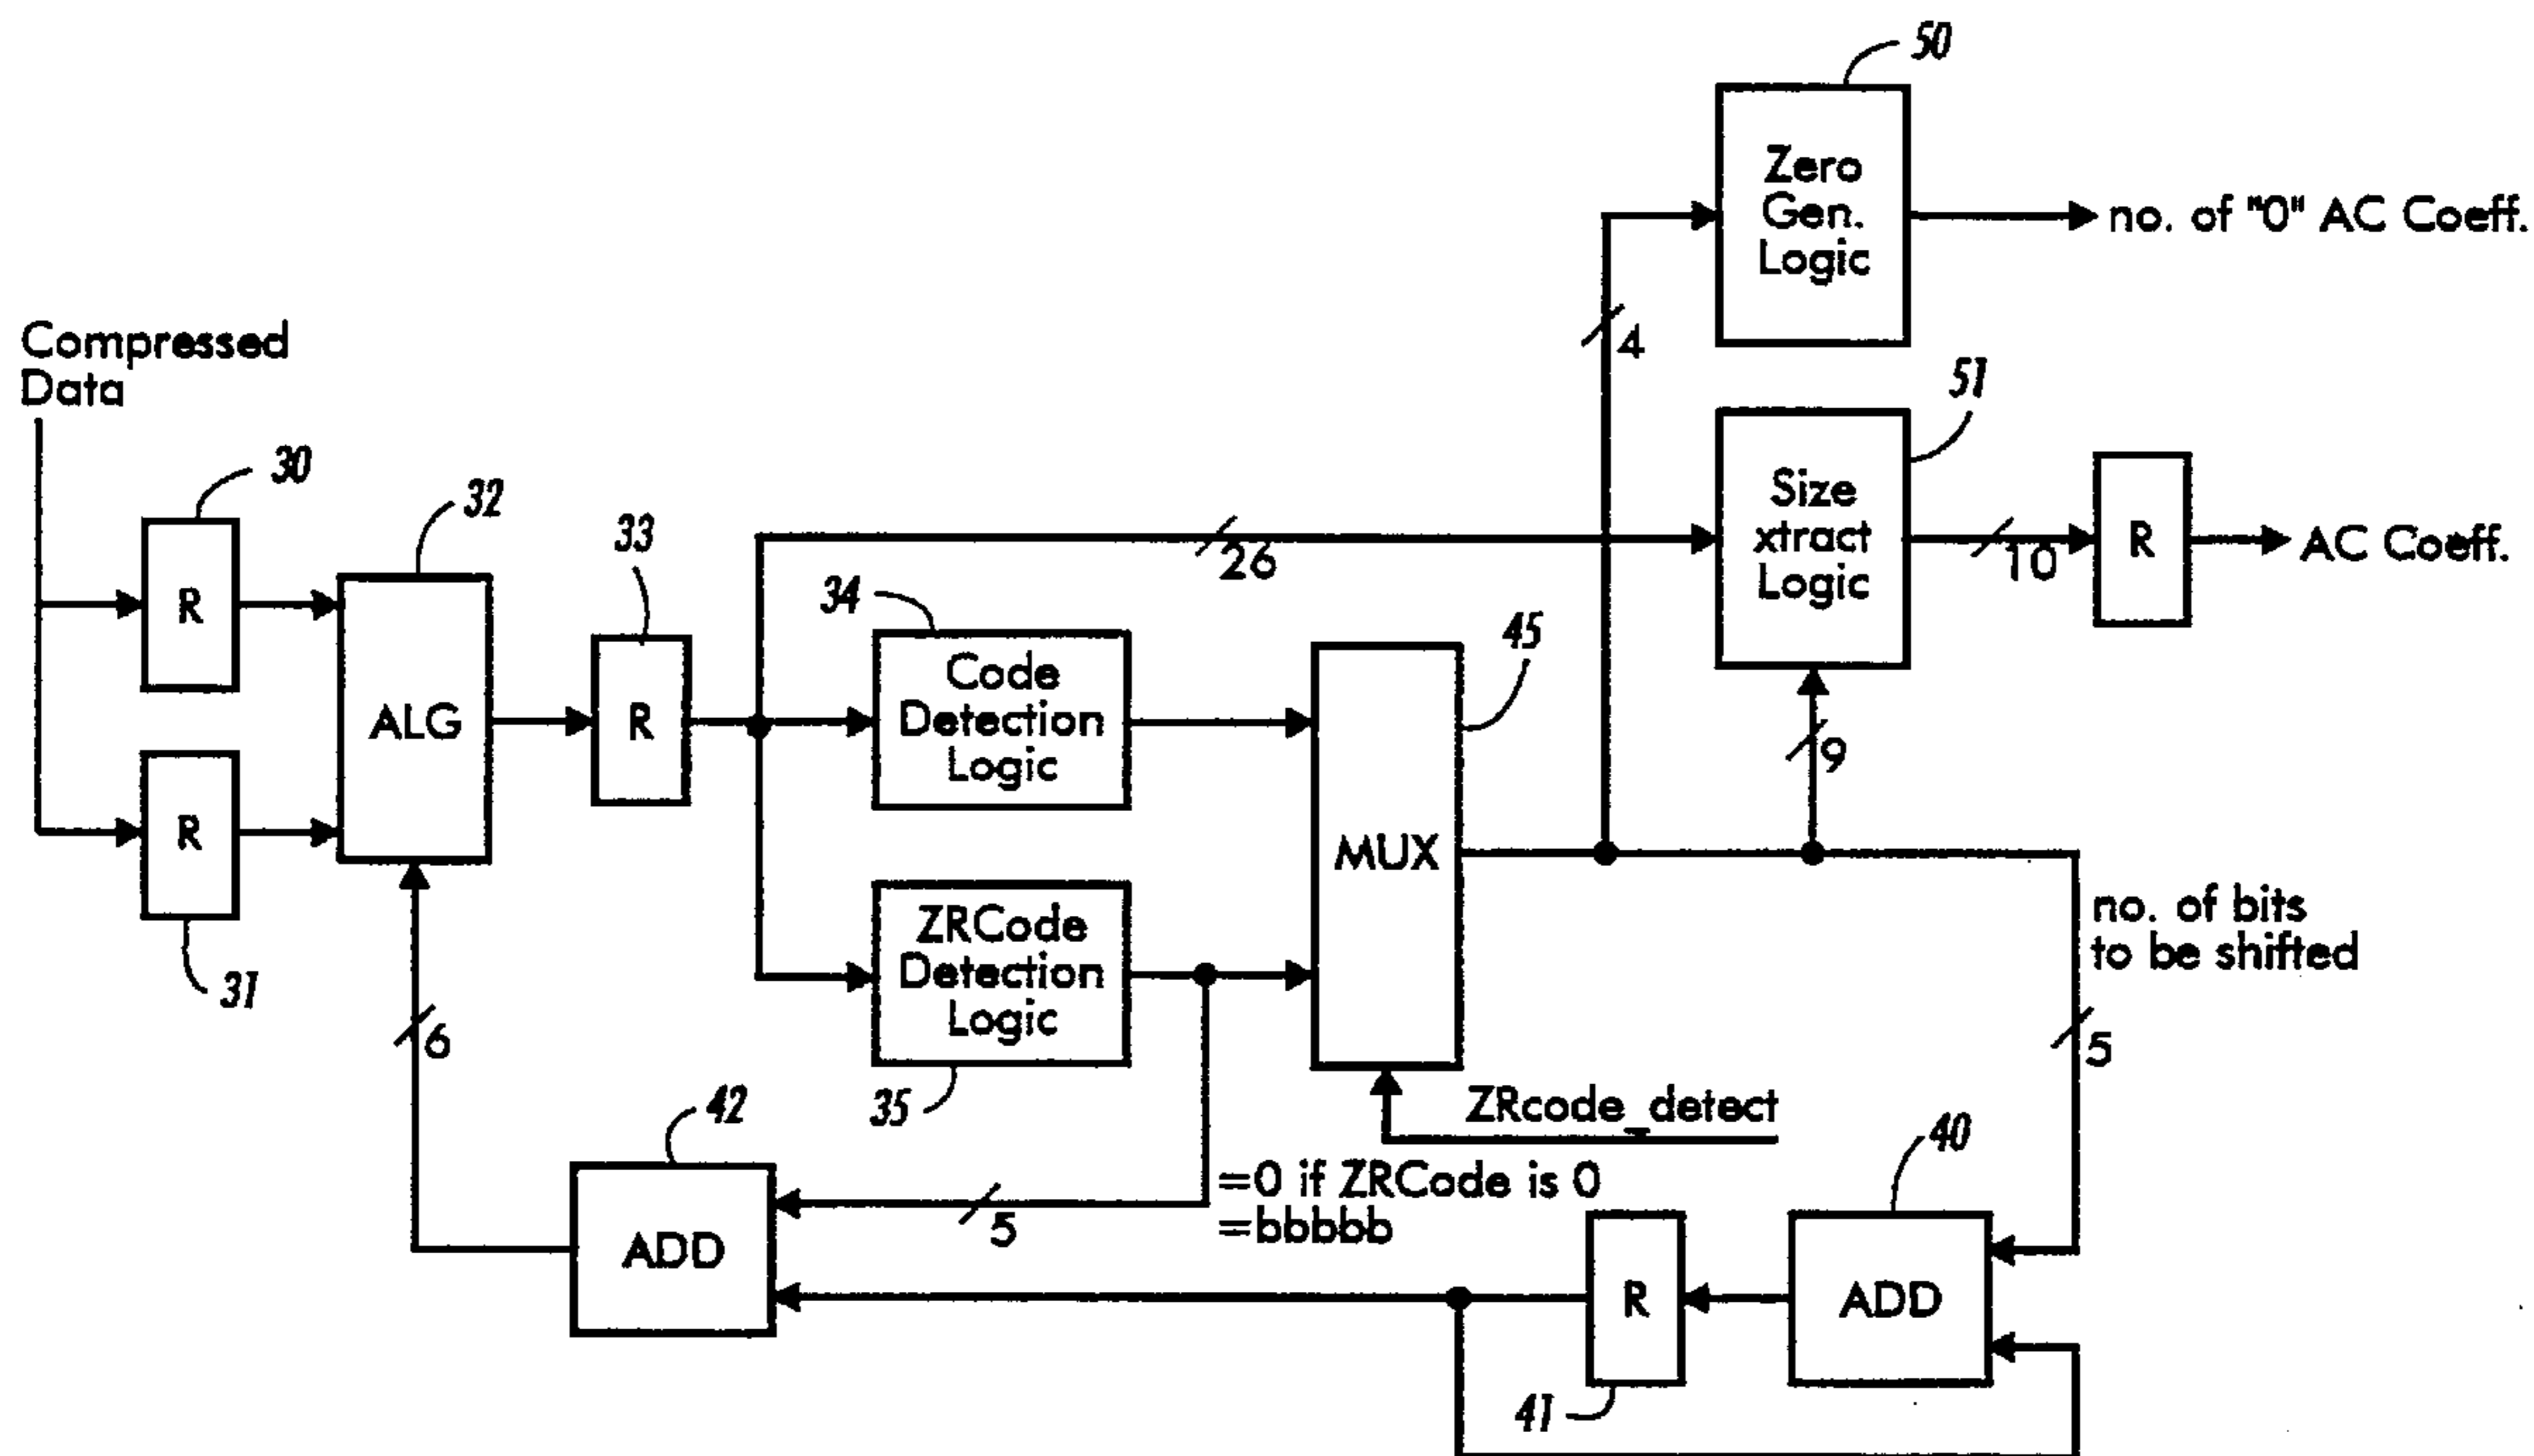 50
Zero
Gen.
Logic
no. of "0" AC Coeff.
4
Compressed
Data
51
30
32
33
Size
xtract
Logic
26
10
R
AC Coeff.
34
45
R
ALG
R
Code
Detection
Logic
9
MUX
R
31
ZRCode
Detection
Logic
no. of bits
to be shifted
6
5
35
42
ZRcode_detect
40
=0 if ZRCode is 0
=bbbbb
5
ADD
R
ADD
41